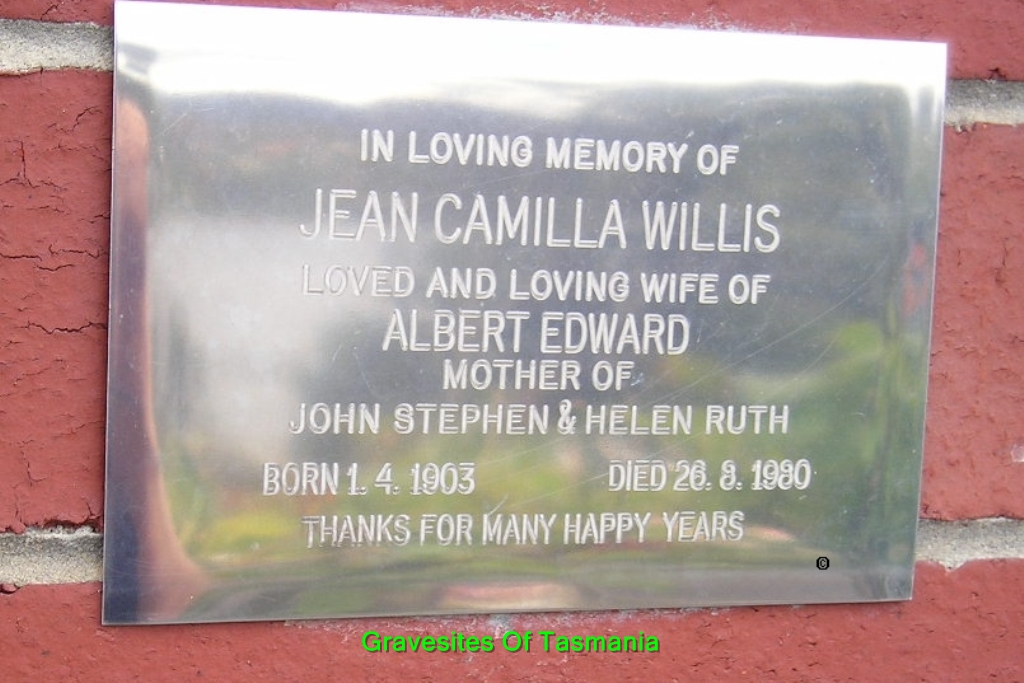 IN LOVING MEMORY OF
JEAN CAMILLA WILLIS
LOVED AND LOVING WIFE OF
ALBERT EDWARD
MOTHER OF
JOHN STEPHEN & HELEN RUTH
BORN 1. 4. 1903 DIED 26. 8. 1980
THANKS FOR MANY HAPPY YEARS
©
Gravesites Of Tasmania